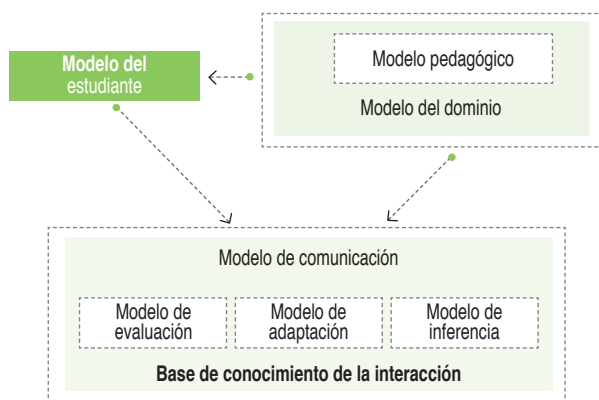 Modelo del
estudiante
Modelo pedagógico
Modelo del dominio
Modelo de comunicación
Modelo de
evaluación
Modelo de
adaptación
Modelo de
inferencia
Base de conocimiento de la interacción